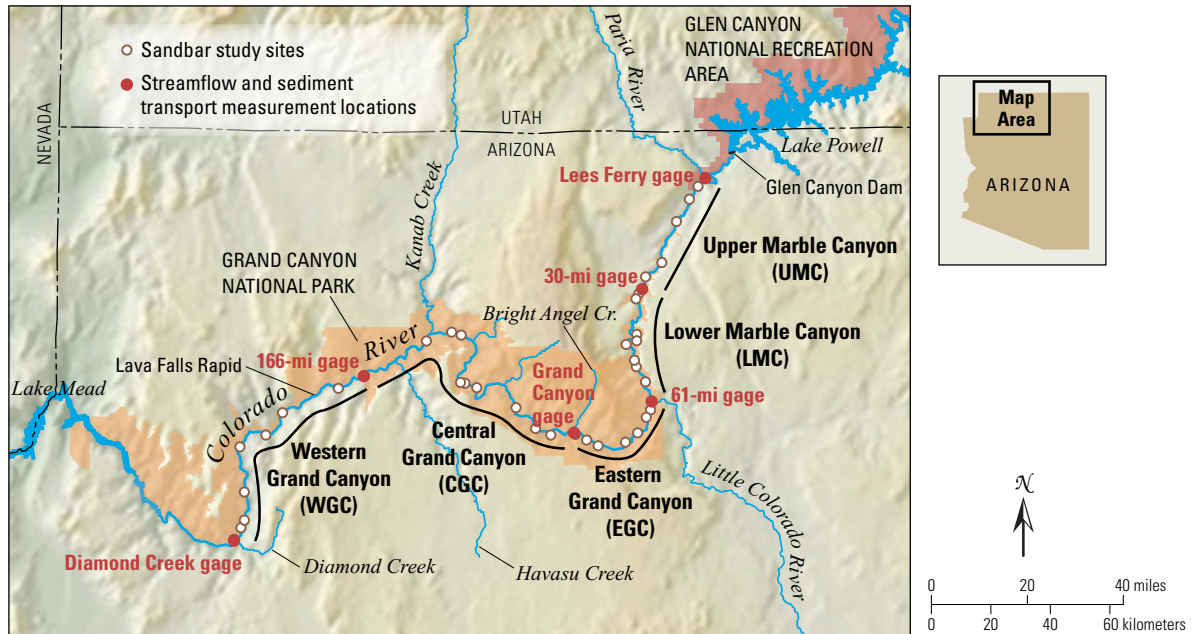 Sandbar study sites
Streamflow and sediment
transport measurement locations
NEVADA
UTAH
ARIZONA
Paria River
GLEN CANYON
NATIONAL RECREATION
AREA
Lake Powell
Glen Canyon Dam
Lees Ferry gage
Kanab Creek
Upper Marble Canyon
(UMC)
GRAND CANYON
NATIONAL PARK
30-mi gage
Bright Angel Cr.
Lower Marble Canyon
(LMC)
Lava Falls Rapid
166-mi gage
Colorado River
Lake Mead
Grand
Canyon
gage
61-mi gage
Western
Grand Canyon
(WGC)
Central
Grand Canyon
(CGC)
Eastern
Grand Canyon
(EGC)
Little Colorado River
Diamond Creek gage
Diamond Creek
Havasu Creek
Map
Area
ARIZONA
N
0 20 40 miles
0 20 40 60 kilometers